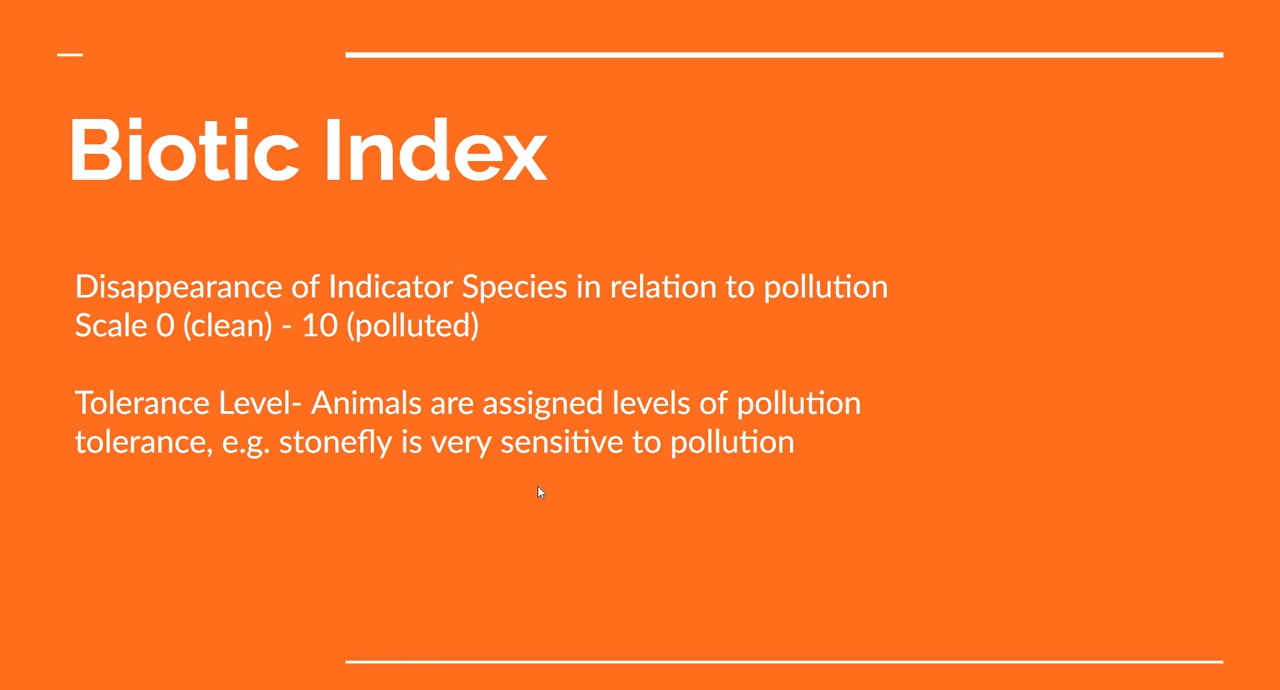 Biotic Index
Disappearance of Indicator Species in relation to pollution
Scale 0 (clean) - 10 (polluted)
Tolerance Level- Animals are assigned levels of pollution
tolerance, e.g. stonefly is very sensitive to pollution